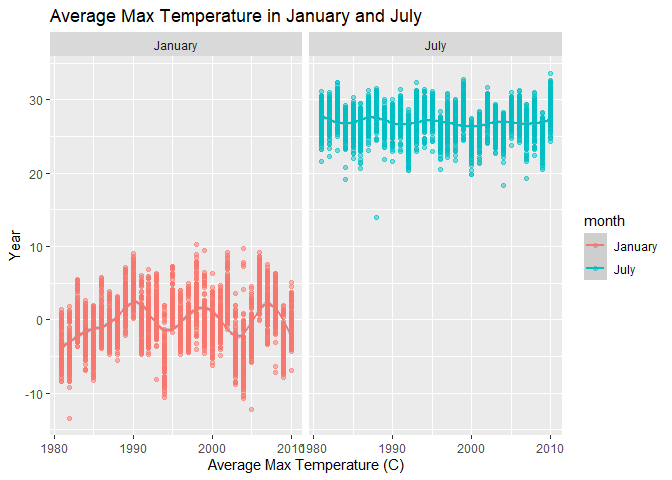 Average Max Temperature in January and July
January
July
30
20
10
0
-10
Year
1980
1990
2000
2010
1980
1990
2000
2010
Average Max Temperature (C)
month
January
July